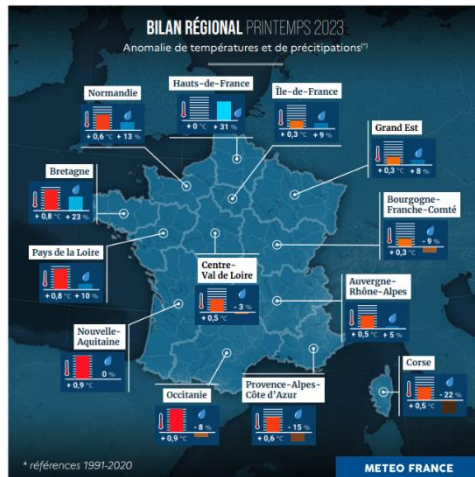 BILAN RÉGIONAL PRINTEMPS 2023
Anomalie de températures et de précipitations(*)
Hauts-de-France
+ 0 °C + 31 %
Normandie
+ 0,6 °C + 13 %
Île-de-France
+ 0,3 °C + 9 %
Grand Est
+ 0,3 °C + 8 %
Bretagne
+ 0,8 °C + 23 %
Bourgogne-
Franche-Comté
- 9 %
+ 0,3 °C
Pays de la Loire
+ 0,8 °C + 10 %
Centre-
Val de Loire
- 3 %
+ 0,5 °C
Auvergne-
Rhône-Alpes
+ 0,5 °C + 5 %
Nouvelle-
Aquitaine
0 %
+ 0,9 °C
Occitanie
- 8 %
+ 0,9 °C
Provence-Alpes-
Côte d'Azur
- 15 %
+ 0,6 °C
Corse
- 22 %
+ 0,5 °C
* références 1991-2020
METEO FRANCE